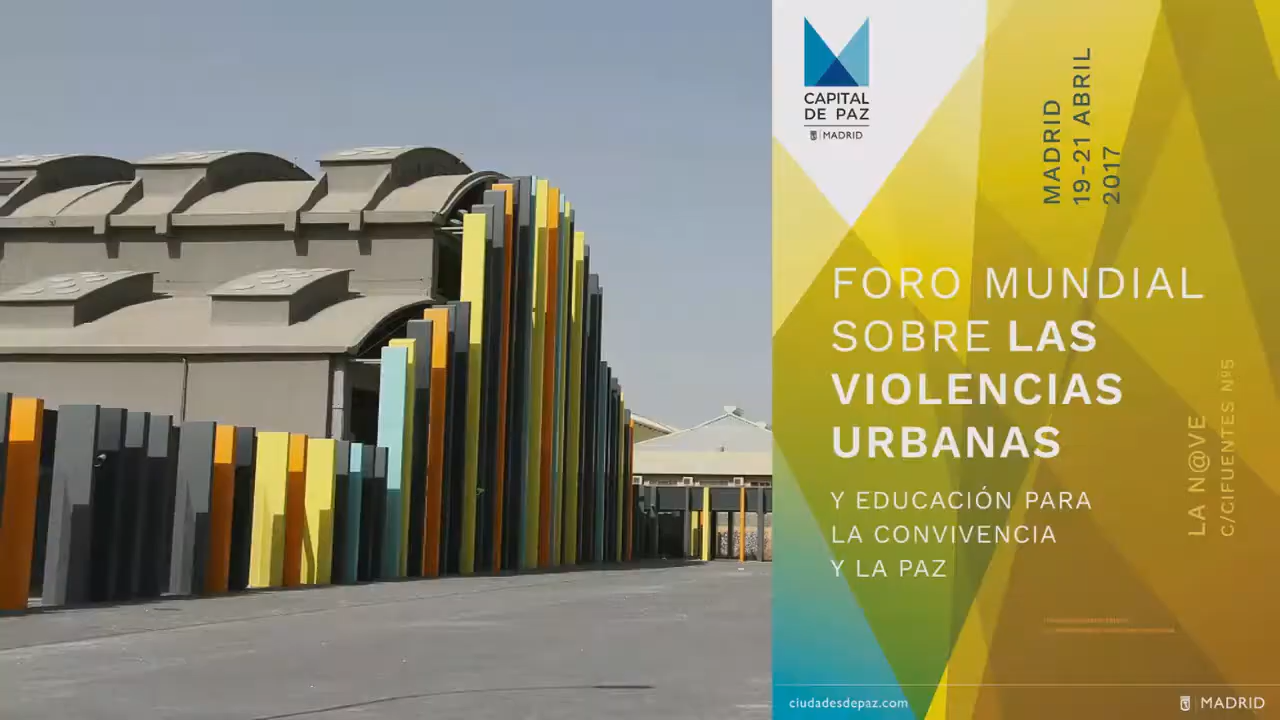 CAPITAL
DE PAZ
MADRID
MADRID
19-21 ABRIL
2017
FORO MUNDIAL
SOBRE LAS
VIOLENCIAS
URBANAS
Y EDUCACIÓN PARA
LA CONVIVENCIA
Y LA PAZ
LA N@VE
C/CIFUENTES Nº5
ciudadesdepaz.com
MADRID